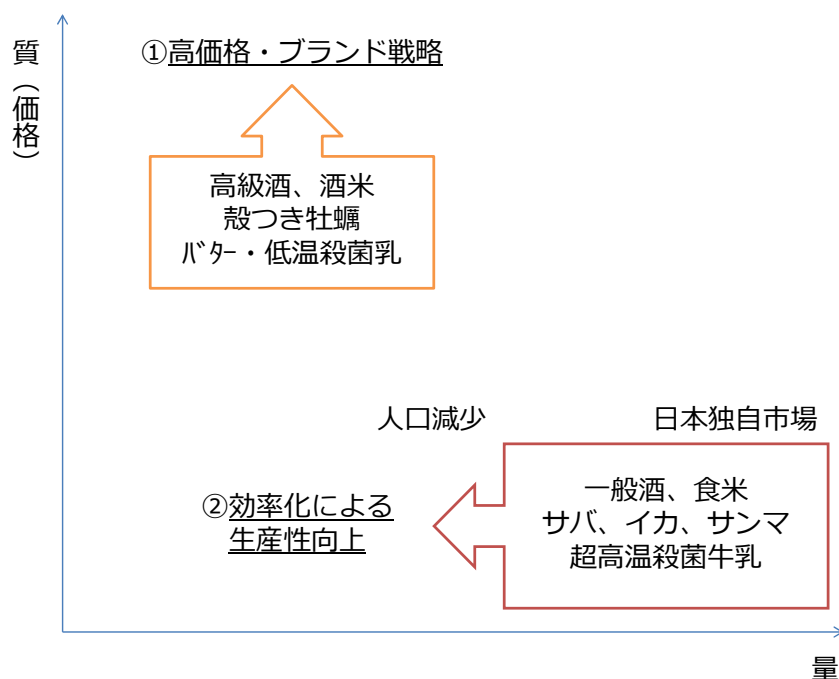 質（価格）
①高価格・ブランド戦略
高級酒、酒米
殻つき牡蠣
ﾊﾞﾀｰ・低温殺菌乳
人口減少
日本独自市場
②効率化による
生産性向上
一般酒、食米
サバ、イカ、サンマ
超高温殺菌牛乳
量